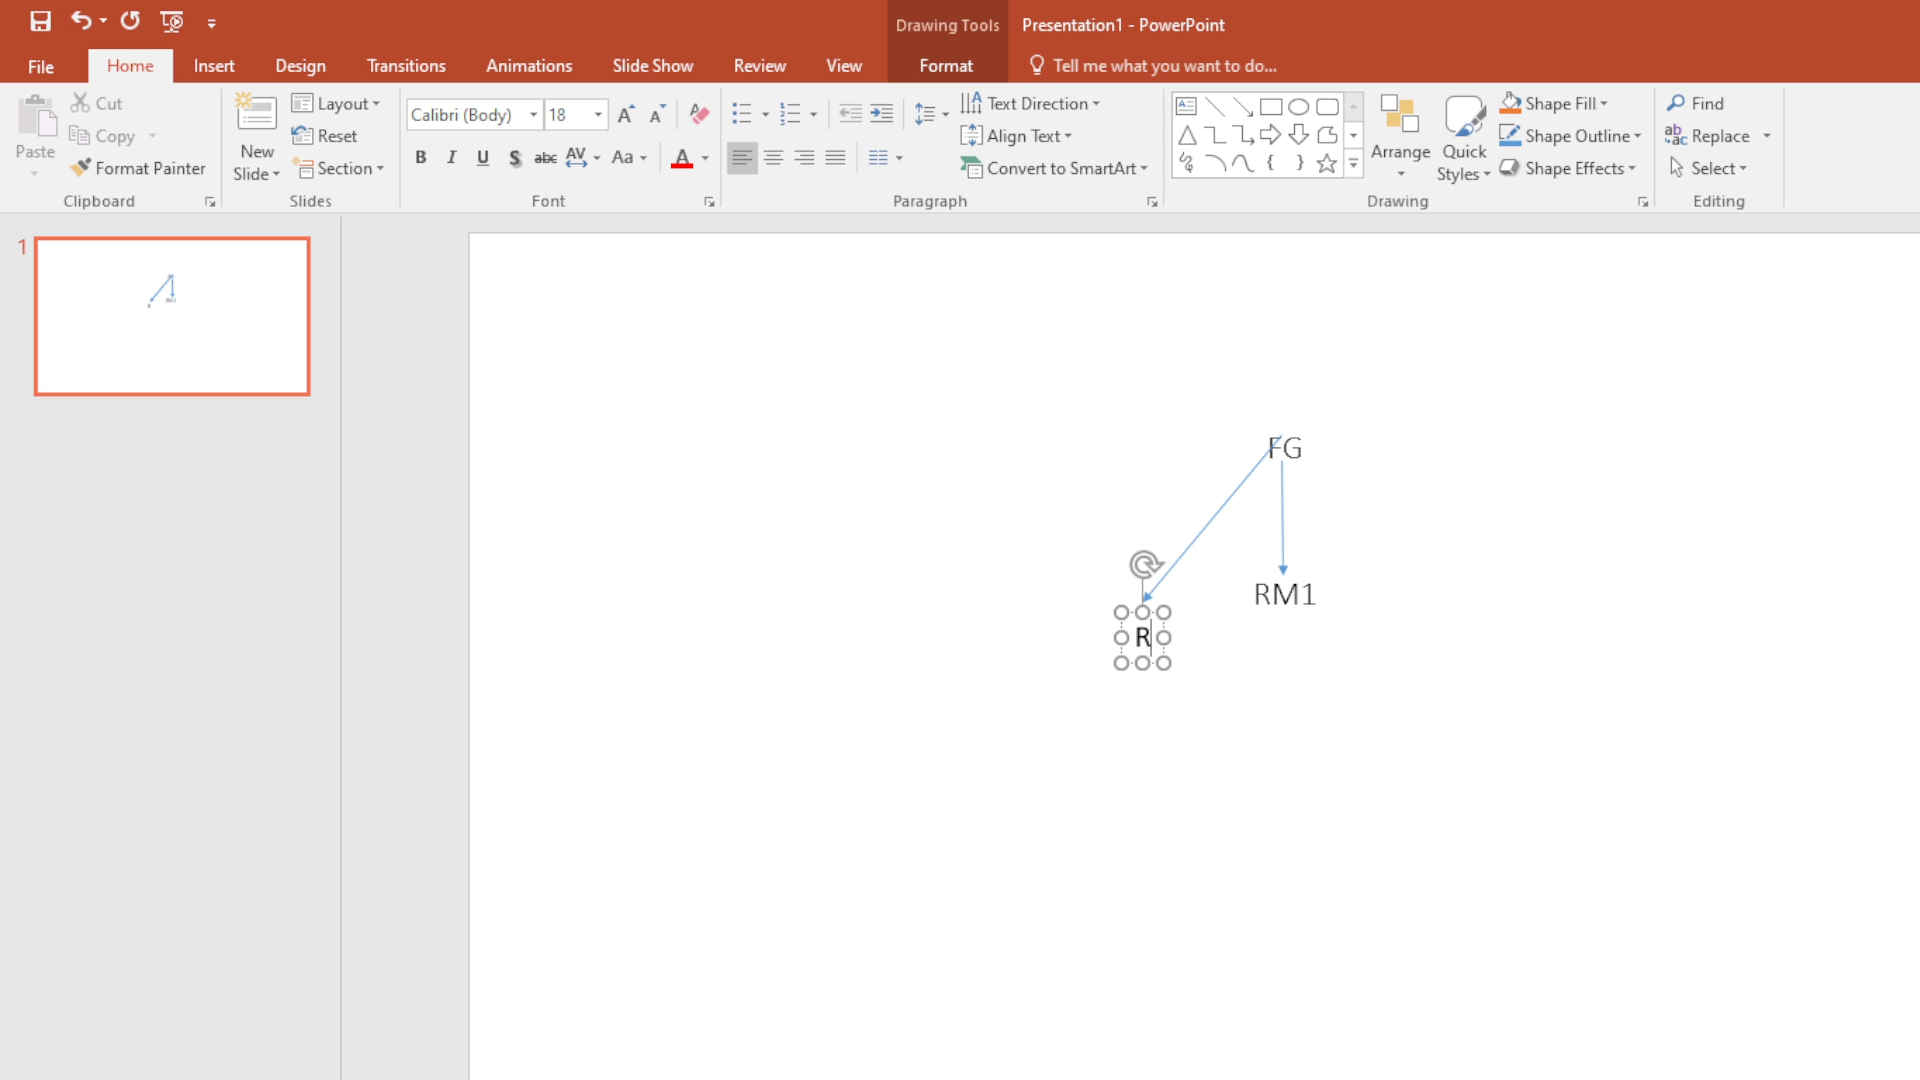 Drawing Tools Presentation1 - PowerPoint
File Home Insert Design Transitions Animations Slide Show Review View Format Tell me what you want to do...
Paste
Cut
Copy
Format Painter
Clipboard
New
Slide
Layout
Reset
Section
Slides
Calibri (Body) 18
B I U S abc AV Aa A
Font
Text Direction
Align Text
Convert to SmartArt
Paragraph
Arrange
Quick
Styles
Shape Fill
Shape Outline
Shape Effects
Drawing
Find
Replace
Select
Editing
1
FG
RM1
R